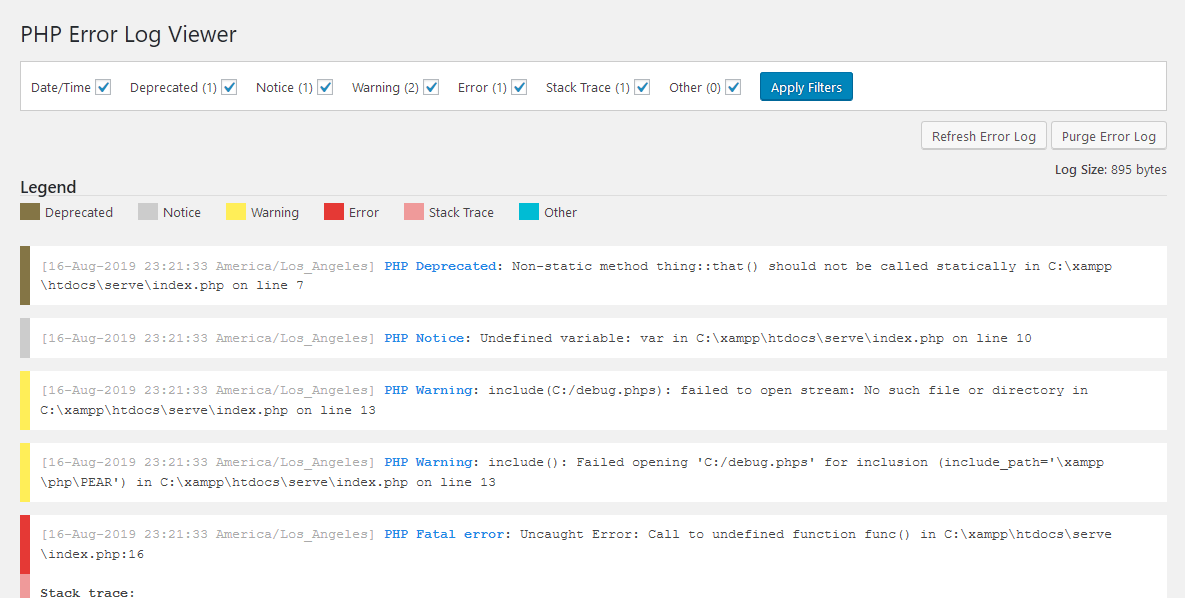 PHP Error Log Viewer
Date/Time Deprecated (1) Notice (1) Warning (2) Error (1) Stack Trace (1) Other (0) Apply Filters
Refresh Error Log Purge Error Log
Log Size: 895 bytes
Legend
Deprecated Notice Warning Error Stack Trace Other
[16-Aug-2019 23:21:33 America/Los_Angeles] PHP Deprecated: Non-static method thing::that() should not be called statically in C:\xampp
\htdocs\serve\index.php on line 7
[16-Aug-2019 23:21:33 America/Los_Angeles] PHP Notice: Undefined variable: var in C:\xampp\htdocs\serve\index.php on line 10
[16-Aug-2019 23:21:33 America/Los_Angeles] PHP Warning: include(C:/debug.phps): failed to open stream: No such file or directory in
C:\xampp\htdocs\serve\index.php on line 13
[16-Aug-2019 23:21:33 America/Los_Angeles] PHP Warning: include(): Failed opening 'C:/debug.phps' for inclusion (include_path='\xampp
\php\PEAR') in C:\xampp\htdocs\serve\index.php on line 13
[16-Aug-2019 23:21:33 America/Los_Angeles] PHP Fatal error: Uncaught Error: Call to undefined function func() in C:\xampp\htdocs\serve
\index.php:16
Stack trace: